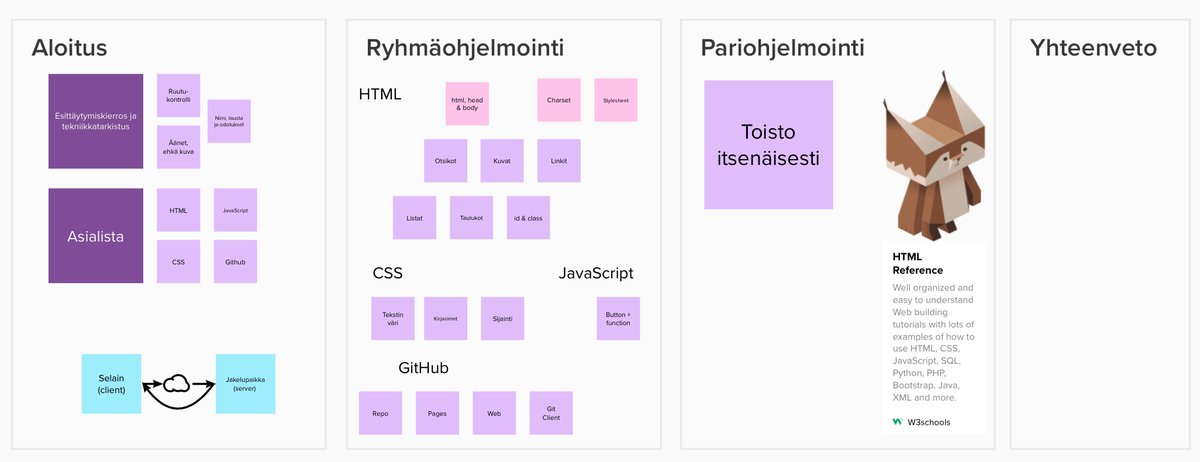 Aloitus
Esittäytymiskierros ja
tekniikkatarkistus
Ruutu-
kontrolli
Nimi, tausta
ja odotukset
Äänet,
ehkä kuva
Asialista
HTML
JavaScript
CSS
Github
Selain
(client)
Jakelupaikka
(server)
Ryhmäohjelmointi
HTML
html, head
& body
Charset
Stylesheet
Otsikot
Kuvat
Linkit
Listat
Taulukot
id & class
CSS
JavaScript
Tekstin
väri
Kirjasimet
Sijainti
Button +
function
GitHub
Repo
Pages
Web
Git
Client
Pariohjelmointi
Toisto
itsenäisesti
HTML
Reference
Well organized and
easy to understand
Web building
tutorials with lots of
examples of how to
use HTML, CSS,
JavaScript, SQL,
Python, PHP,
Bootstrap, Java,
XML and more.
W3schools
Yhteenveto